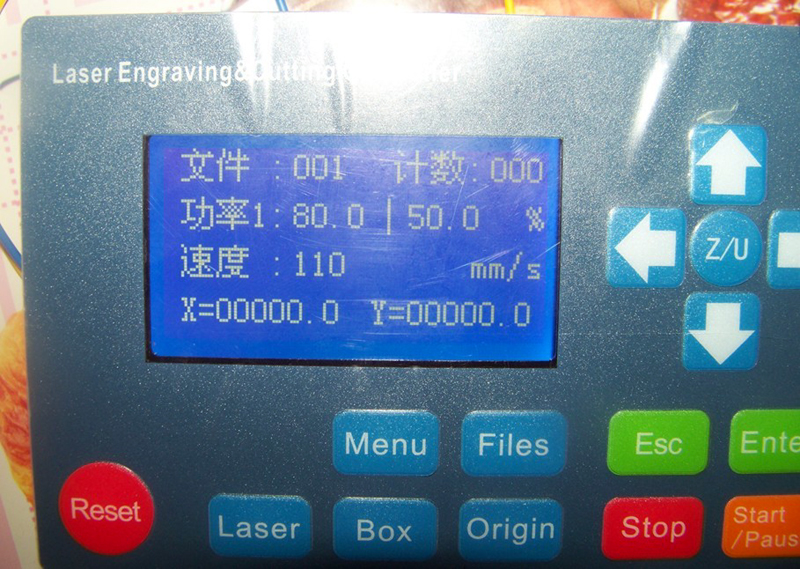 Laser Engraving&Cutting
文件 : 001 计数: 000
功率1: 80.0 | 50.0 %
速度 : 110 mm/s
X=00000.0 Y=00000.0
Z/U
Menu Files Esc
Reset
Laser Box Origin Stop Start